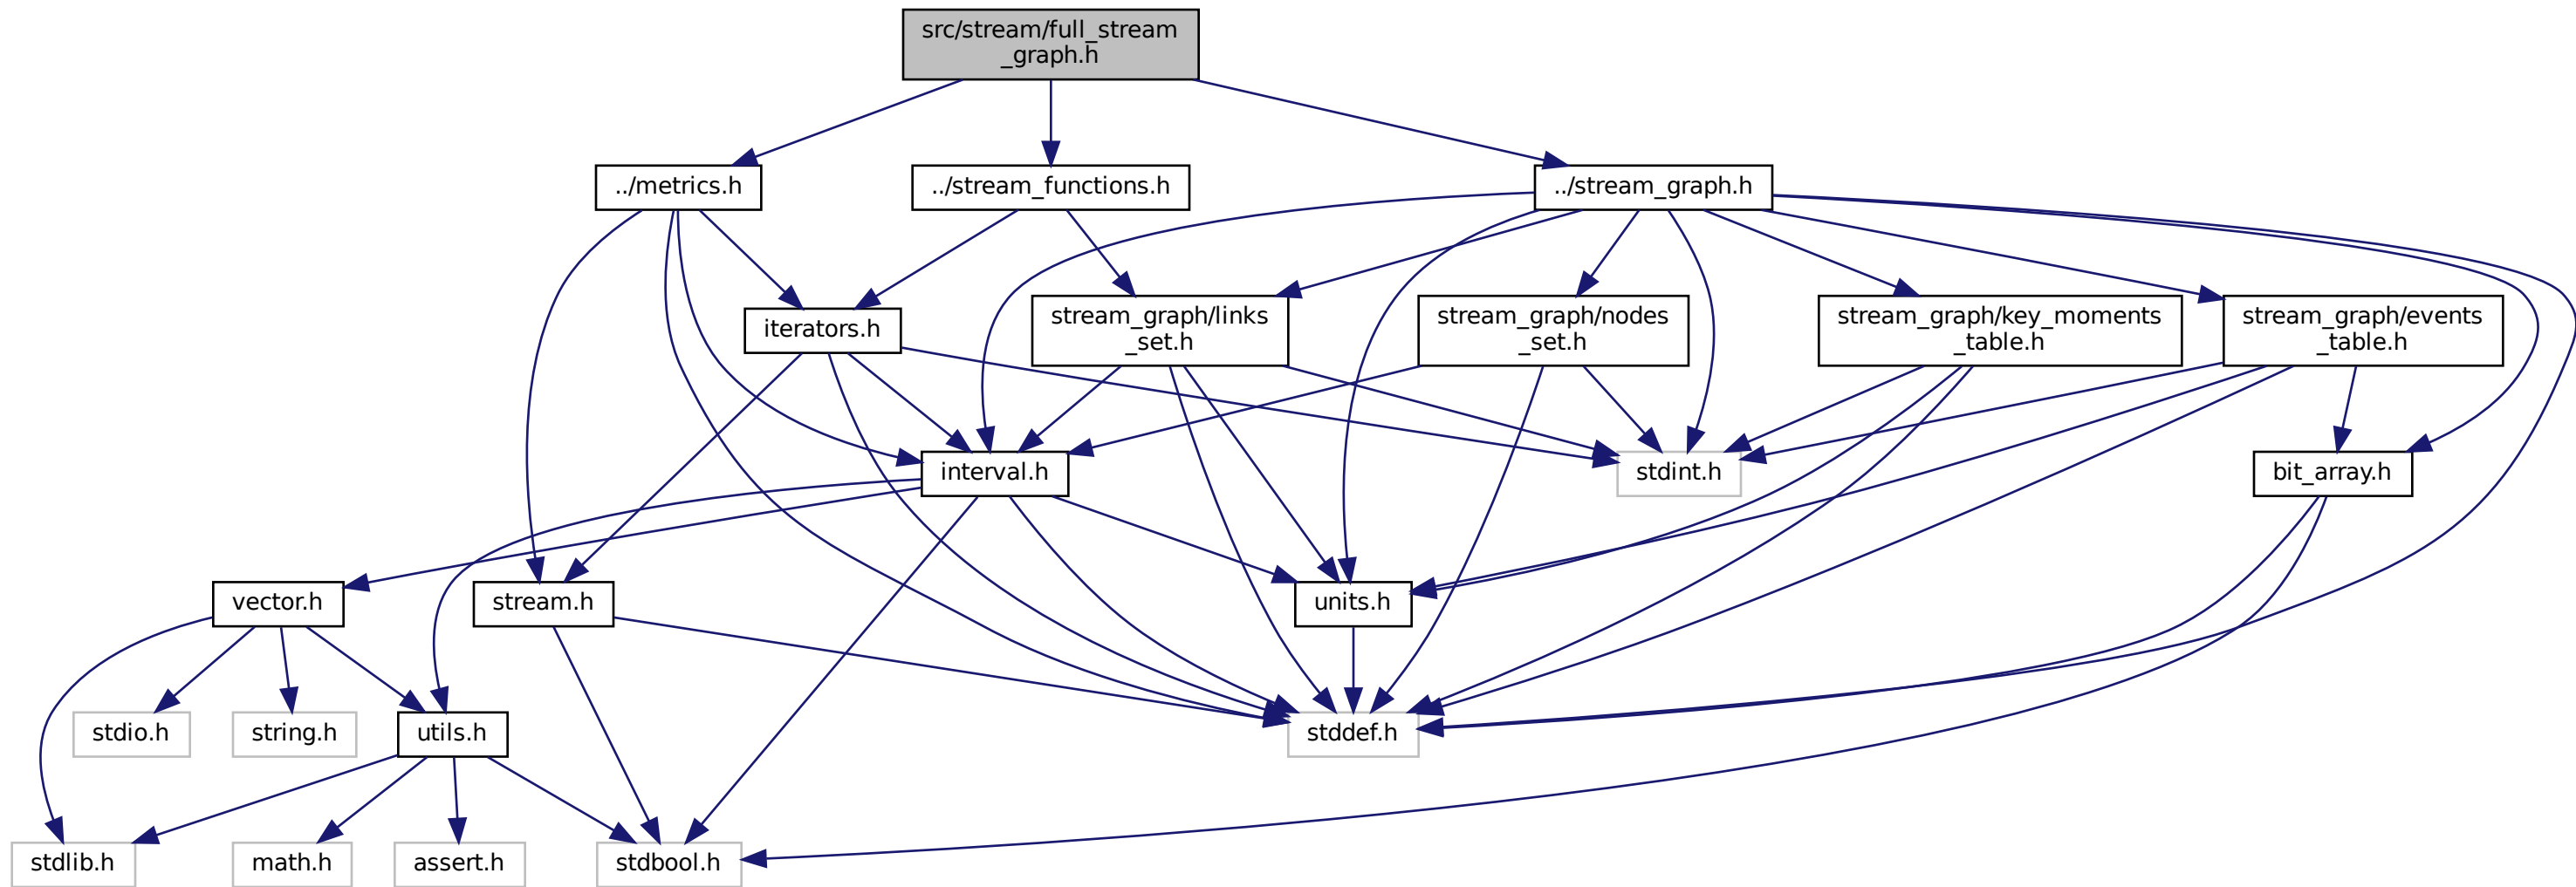 src/stream/full_stream
_graph.h
../metrics.h
../stream_functions.h
../stream_graph.h
iterators.h
stream_graph/links
_set.h
stream_graph/nodes
_set.h
stream_graph/key_moments
_table.h
stream_graph/events
_table.h
interval.h
stdint.h
bit_array.h
vector.h
stream.h
units.h
stdio.h
string.h
utils.h
stddef.h
stdlib.h
math.h
assert.h
stdbool.h